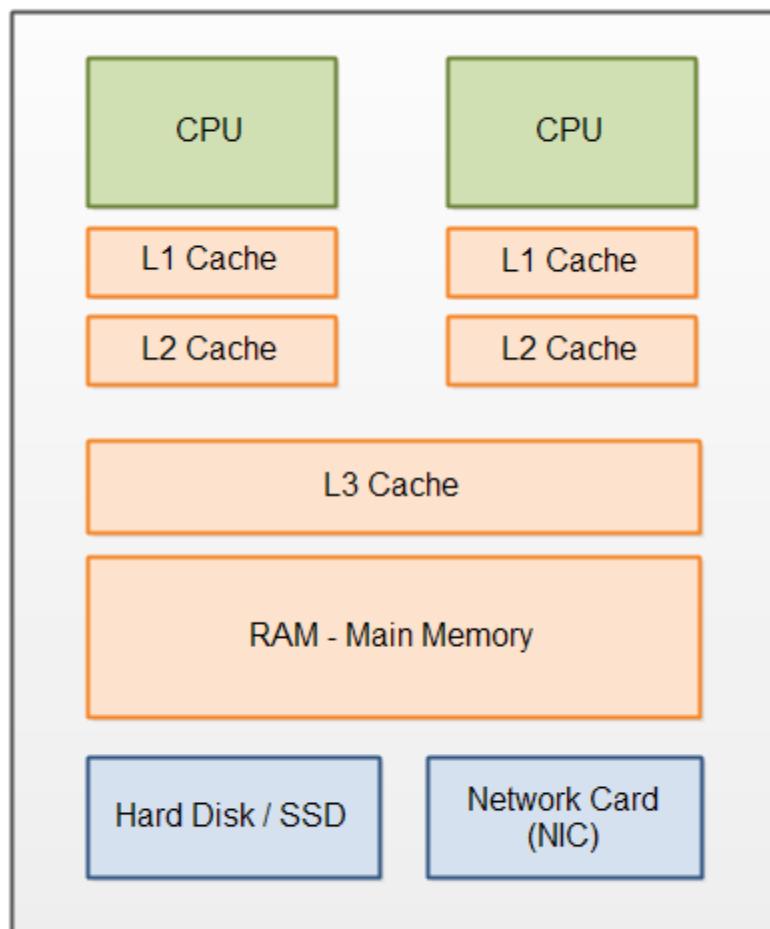 CPU
CPU
L1 Cache
L1 Cache
L2 Cache
L2 Cache
L3 Cache
RAM - Main Memory
Hard Disk / SSD
Network Card
(NIC)